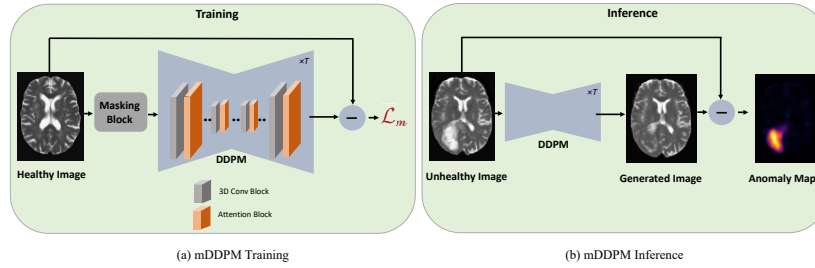 Training
Inference
×T
×T
Masking
Block
−
ℒm
−
DDPM
DDPM
Healthy Image
Unhealthy Image
Generated Image
Anomaly Map
3D Conv Block
Attention Block
(a) mDDPM Training
(b) mDDPM Inference